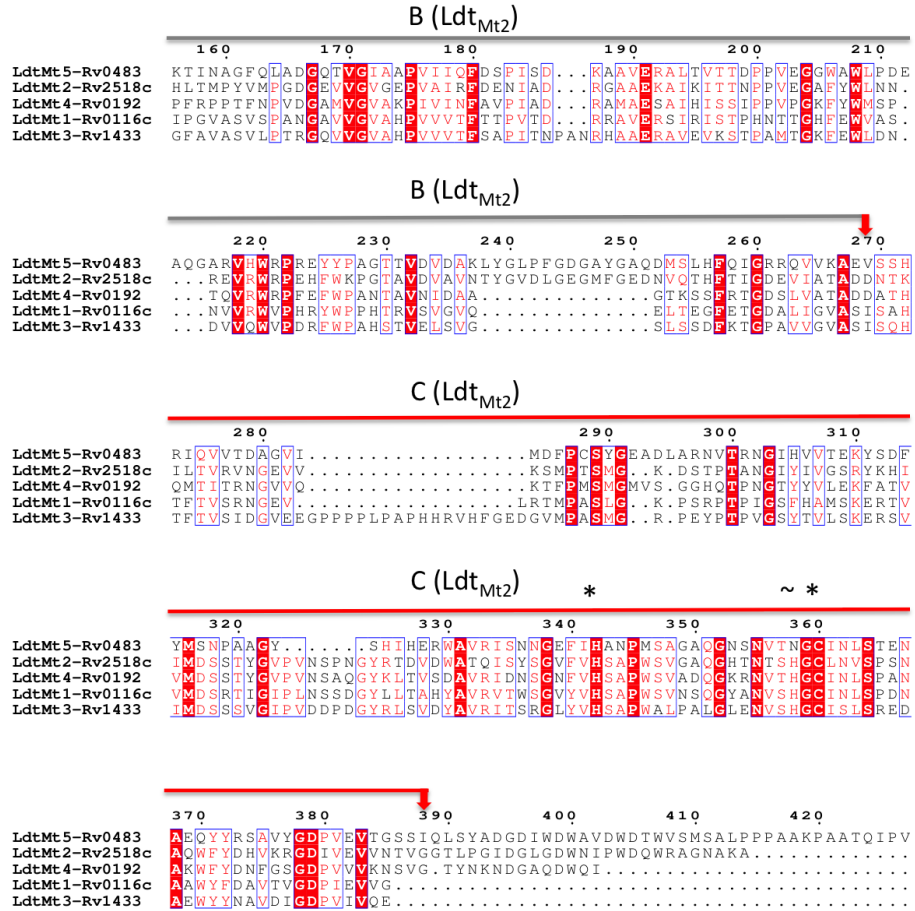 B (LdtMt2)
160 170 180 190 200 210
LdtMt5-Rv0483 KTINAGFQLADGQTVGIAAPVIIQFDSPISD...KAAVERALTVTTDPPVEGGWAWLPDE
LdtMt2-Rv2518c HLTMPYVMPGDGEVVGVGEPVAIRFDENIAD...RGAAEKAIKITTNPPVEGAFYWLNN.
LdtMt4-Rv0192 PFRPPTFNPVDGAMVGVAKPIVINFAVPIAD...RAMAESAIHISSIPPVPGKFYWMSP.
LdtMt1-Rv0116c IPGVASVSPANGAVVGVAHPVVVTFTTPVTD...RRAVERSIRISTPHNTTGHFEWVAS.
LdtMt3-Rv1433 GFAVASVLPTRGQVVGVAHPVVVTFSAPITNPANRHAAERAVEVKSTPAMTGKFEWLDN.
B (LdtMt2)
220 230 240 250 260 270
LdtMt5-Rv0483 AQGARVHWRPREYYPAGTTVDVDAKLYGLPFGDGAYGAQDMSLHFQIGRRQVVKAEVSSH
LdtMt2-Rv2518c ...REVRWRPEHFWKPGTAVDVAVNTYGVDLGEGMFGEDNVQTHFTIGDEVIATADDNTK
LdtMt4-Rv0192 ...TQVRWRPFEFWPANTAVNIDAA...........GTKSSFRTGDSLVATADDATH
LdtMt1-Rv0116c ...NVVRWVPHRYWPPHTRVSVGVQ...........ELTEGFETGDALIGVASISAH
LdtMt3-Rv1433 ...DVVQWVPDRFWPAHSTVELSVG...........SLSSDFKTGPAVVGVASISQH
C (LdtMt2)
280 290 300 310
LdtMt5-Rv0483 RIQVVTDAGVI..................MDFPCSYGEADLARNVTRNGIHVVTEKYSDF
LdtMt2-Rv2518c ILTVRVNGEVV..................KSMPTSMGK.DSTPTANGIYIVGSRYKHI
LdtMt4-Rv0192 QMTITRNGVVQ..................KTFPMSMGMVSGGHQTPNGTYYVLEKFATV
LdtMt1-Rv0116c TFTVSRNGEV.................LRTMPASLGK.KPSRPTPIGSFHAMSKERTV
LdtMt3-Rv1433 TFTVSIDGVEEGPPPPLPAPHHRVHFGEDGVMPASMG..R.PEYPTPVGSYTVLSKERSV
C (LdtMt2) * ~ *
320 330 340 350 360
LdtMt5-Rv0483 YMSNPAAGY......SHIHERWAVRISNNGEFIHANPMSAGAQGNSNVTNGCINLSTEN
LdtMt2-Rv2518c IMDSSTYGVPVNSPNGYRTDVDWATQISYSGVFVHSAPWSVGAQGHTNTSHGCLNVSPSN
LdtMt4-Rv0192 VMDSSTYGVPVNSAQGYKLTVSDAVRIDNSGNFVHSAPWSVADQGKRNVTHGCINLSPAN
LdtMt1-Rv0116c VMDSRTIGIPLNSSDGYLLTAHYAVRVTWSGVYVHSAPWSVNSQGYANVSHGCINLSPDN
LdtMt3-Rv1433 IMDSSSVGIPVDDPDGYRLSVDYAVRITSRGLYVHSAPWALPALGLENVSHGCISLSRED
370 380 390 400 410 420
LdtMt5-Rv0483 AEQYYRSAVYGDPVEVTGSSIQLSYADGDIWDWAVDWDTWVSMSALPPPAAKPAATQIPV
LdtMt2-Rv2518c AQWFYDHVKRGDIVEVVNTVGGTLPGIDGLGDWNIPWDQWRAGNAKA.............
LdtMt4-Rv0192 AKWFYDNFGSGDPVVVKNSVG.TYNKNDGAQDWQI.........................
LdtMt1-Rv0116c AAWYFDAVTVGDPIEVVG..........................................
LdtMt3-Rv1433 AEWYYNAVDIGDPVIVQE..........................................